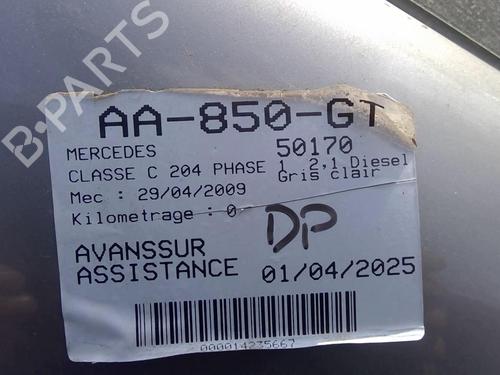 B-PARTS
AA-850-GT
MERCEDES 50170
CLASSE C 204 PHASE 1 2,1 Diesel
Mec : 29/04/2009 Gris clair
Kilometrage : 0
DP
AVANSSUR
ASSISTANCE 01/04/2025
000014235667